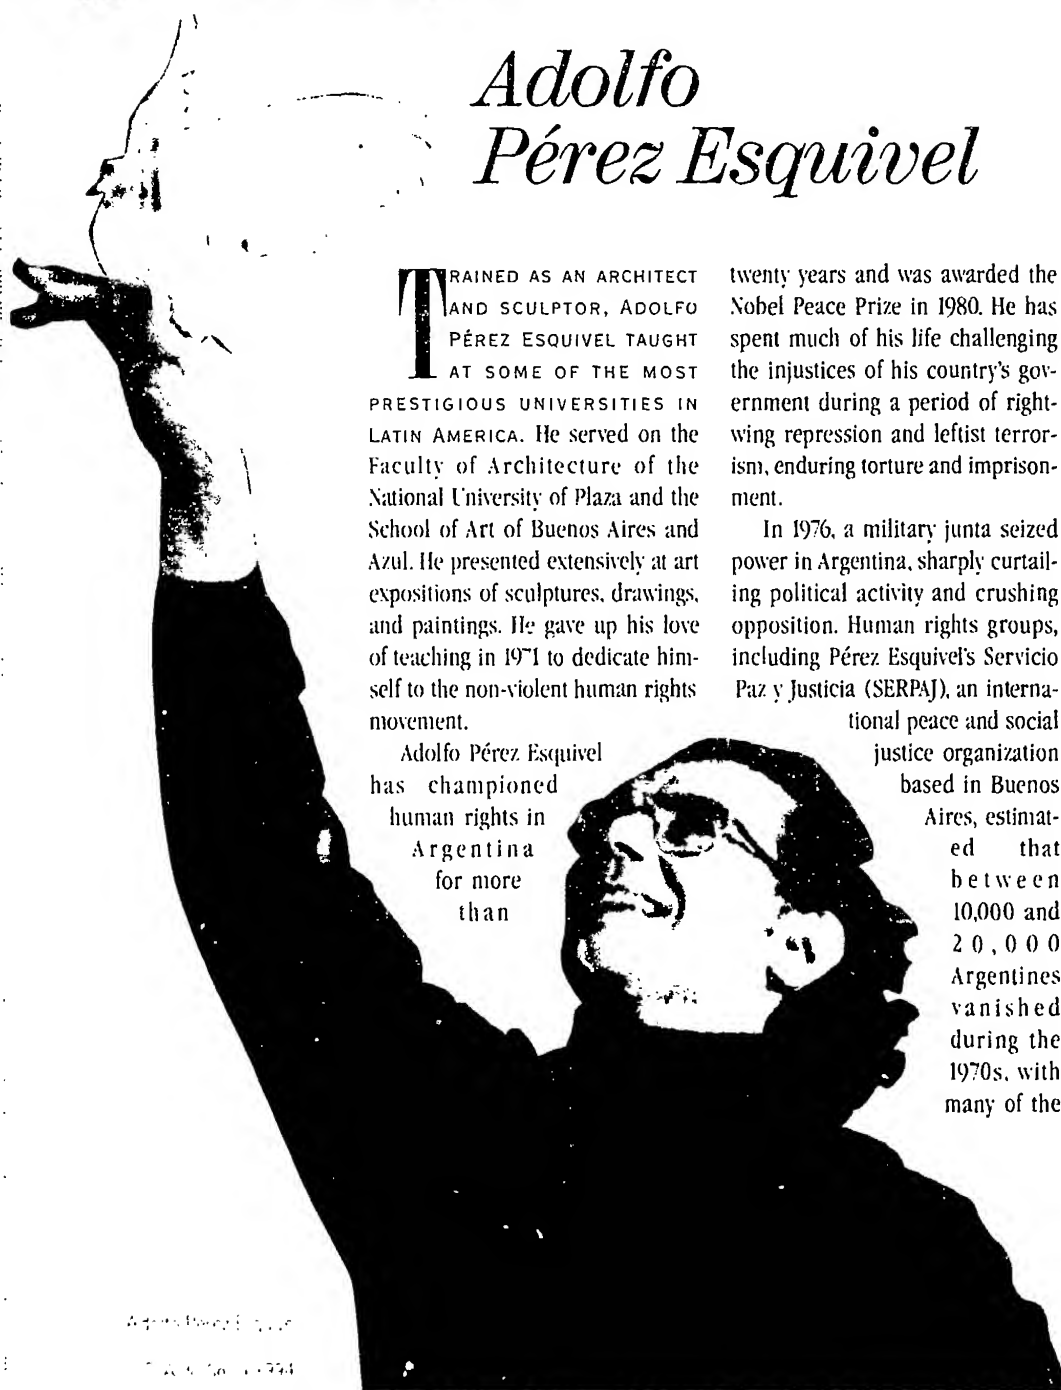 Adolfo
Pérez Esquivel
TRAINED AS AN ARCHITECT
AND SCULPTOR, ADOLFO
PÉREZ ESQUIVEL TAUGHT
AT SOME OF THE MOST
PRESTIGIOUS UNIVERSITIES IN
LATIN AMERICA. He served on the
Faculty of Architecture of the
National University of Plaza and the
School of Art of Buenos Aires and
Azul. He presented extensively at art
expositions of sculptures, drawings,
and paintings. He gave up his love
of teaching in 1971 to dedicate him-
self to the non-violent human rights
movement.
Adolfo Pérez Esquivel
has championed
human rights in
Argentina
for more
than
twenty years and was awarded the
Nobel Peace Prize in 1980. He has
spent much of his life challenging
the injustices of his country's gov-
ernment during a period of right-
wing repression and leftist terror-
ism, enduring torture and imprison-
ment.
In 1976, a military junta seized
power in Argentina, sharply curtail-
ing political activity and crushing
opposition. Human rights groups,
including Pérez Esquivel's Servicio
Paz y Justicia (SERPAJ), an interna-
tional peace and social
justice organization
based in Buenos
Aires, estimat-
ed that
between
10,000 and
20,000
Argentines
vanished
during the
1970s, with
many of the